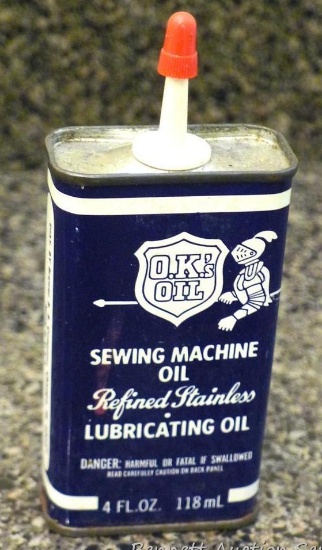 O.K.'s
OIL
SEWING MACHINE
OIL
Refined Stainless
LUBRICATING OIL
DANGER: HARMFUL OR FATAL IF SWALLOWED
READ CAREFULLY CAUTION ON BACK PANEL
4 FL.OZ. 118 mL